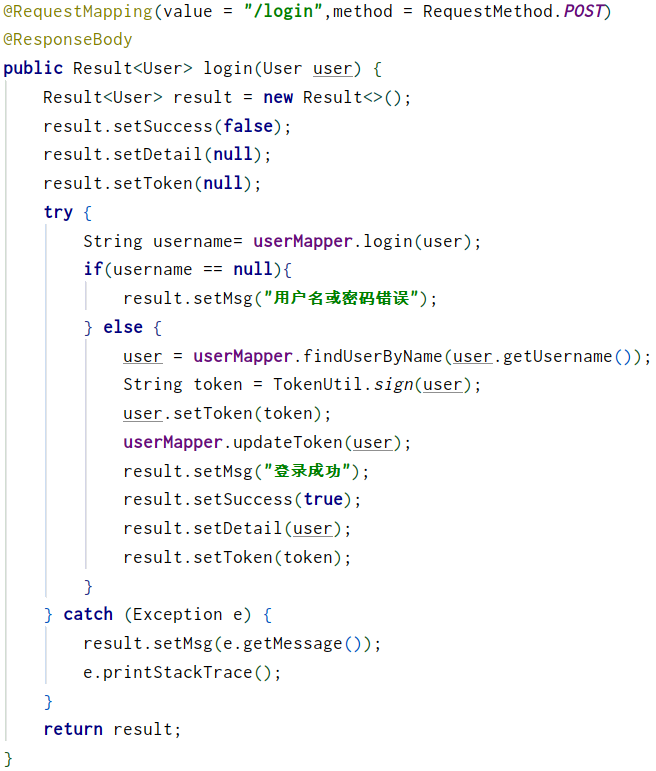 @RequestMapping(value = "/login",method = RequestMethod.POST)
@ResponseBody
public Result<User> login(User user) {
    Result<User> result = new Result<>();
    result.setSuccess(false);
    result.setDetail(null);
    result.setToken(null);
    try {
        String username= userMapper.login(user);
        if(username == null){
            result.setMsg("用户名或密码错误");
        } else {
            user = userMapper.findUserByName(user.getUsername());
            String token = TokenUtil.sign(user);
            user.setToken(token);
            userMapper.updateToken(user);
            result.setMsg("登录成功");
            result.setSuccess(true);
            result.setDetail(user);
            result.setToken(token);
        }
    } catch (Exception e) {
        result.setMsg(e.getMessage());
        e.printStackTrace();
    }
    return result;
}